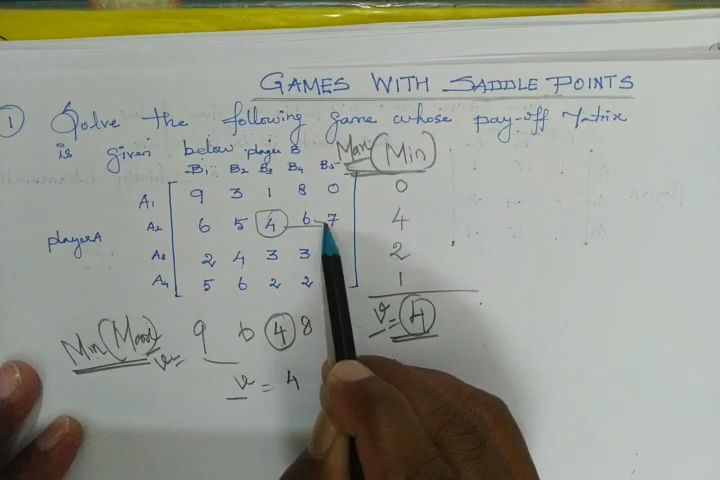 GAMES WITH SADDLE POINTS
1 Solve the following game whose pay-off Matrix
is given below player B
Max (Min)
B1 B2 B3 B4 B5
A1 9 3 1 8 0 0
player A A2 6 5 4 6 7 4
A3 2 4 3 3 2
A4 5 6 2 2 1
Min (Max) 9 6 4 8 v = 4
v =
v = 4